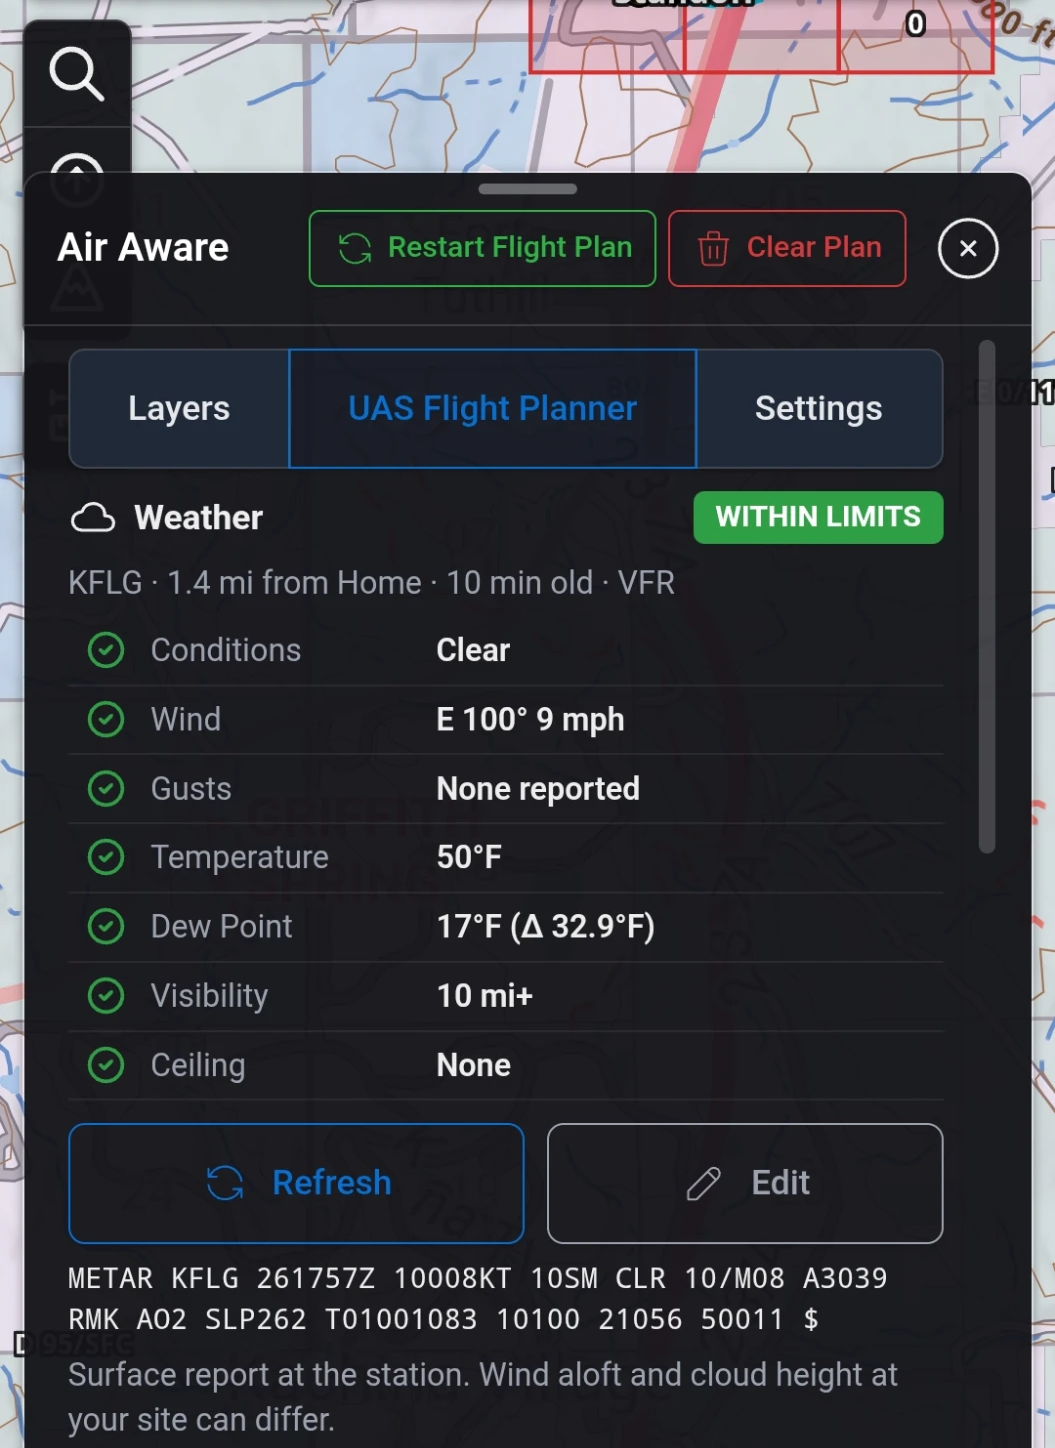 0
Air Aware
Restart Flight Plan
Clear Plan
Layers
UAS Flight Planner
Settings
Weather
WITHIN LIMITS
KFLG · 1.4 mi from Home · 10 min old · VFR
Conditions Clear
Wind E 100° 9 mph
Gusts None reported
Temperature 50°F
Dew Point 17°F (Δ 32.9°F)
Visibility 10 mi+
Ceiling None
Refresh
Edit
METAR KFLG 261757Z 10008KT 10SM CLR 10/M08 A3039
RMK AO2 SLP262 T01001083 10100 21056 50011 $
D 95/SFC
Surface report at the station. Wind aloft and cloud height at
your site can differ.